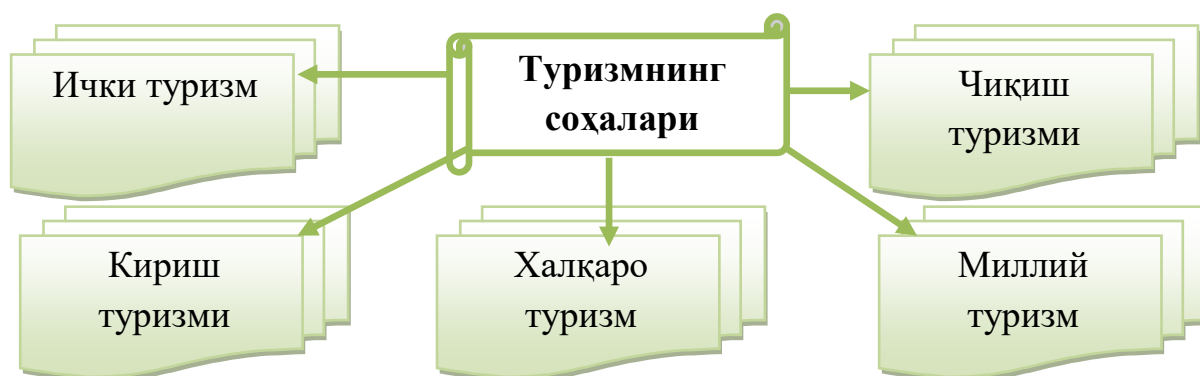 Туризмнинг
соҳалари
Ички туризм
Чиқиш
туризми
Кириш
туризми
Халқаро
туризм
Миллий
туризм